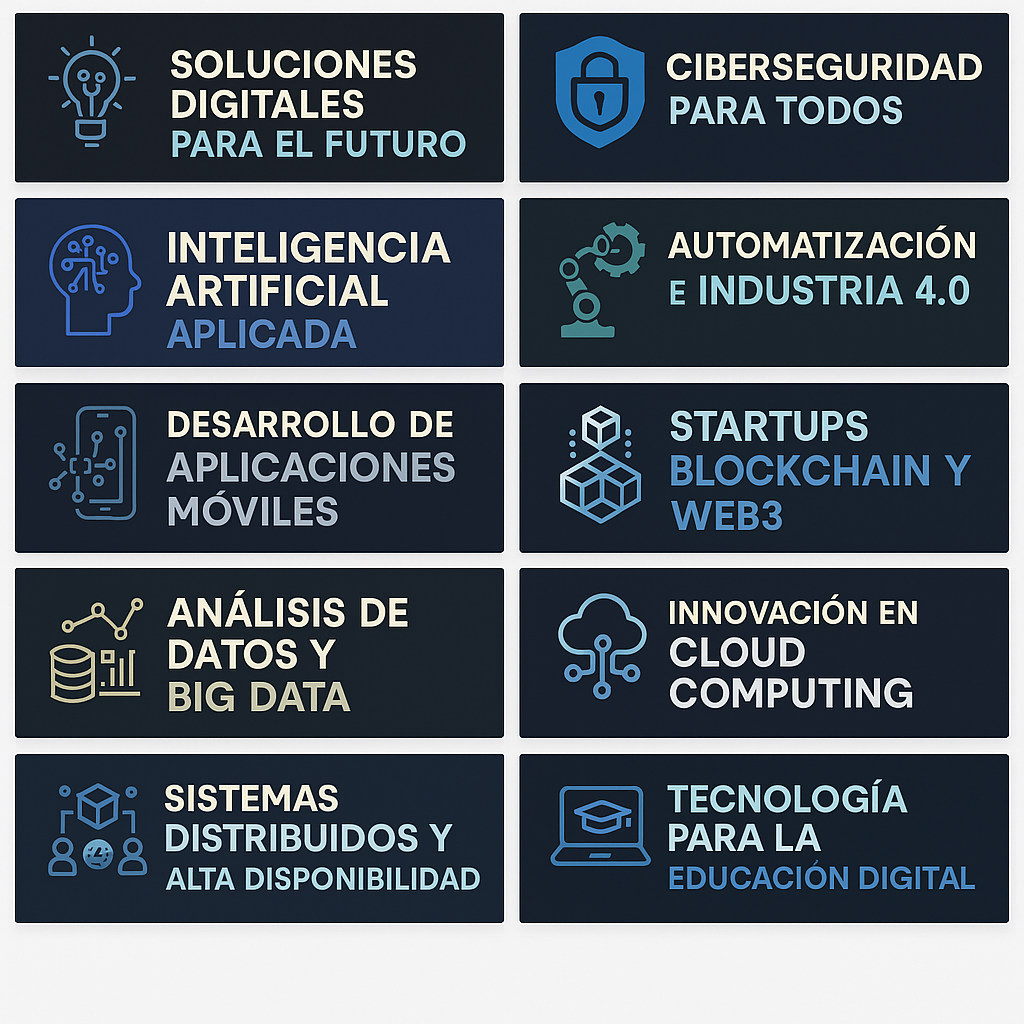 SOLUCIONES
DIGITALES
PARA EL FUTURO
CIBERSEGURIDAD
PARA TODOS
INTELIGENCIA
ARTIFICIAL
APLICADA
AUTOMATIZACIÓN
E INDUSTRIA 4.0
DESARROLLO DE
APLICACIONES
MÓVILES
STARTUPS
BLOCKCHAIN Y
WEB3
ANÁLISIS DE
DATOS Y
BIG DATA
INNOVACIÓN EN
CLOUD
COMPUTING
SISTEMAS
DISTRIBUIDOS Y
ALTA DISPONIBILIDAD
TECNOLOGÍA
PARA LA
EDUCACIÓN DIGITAL